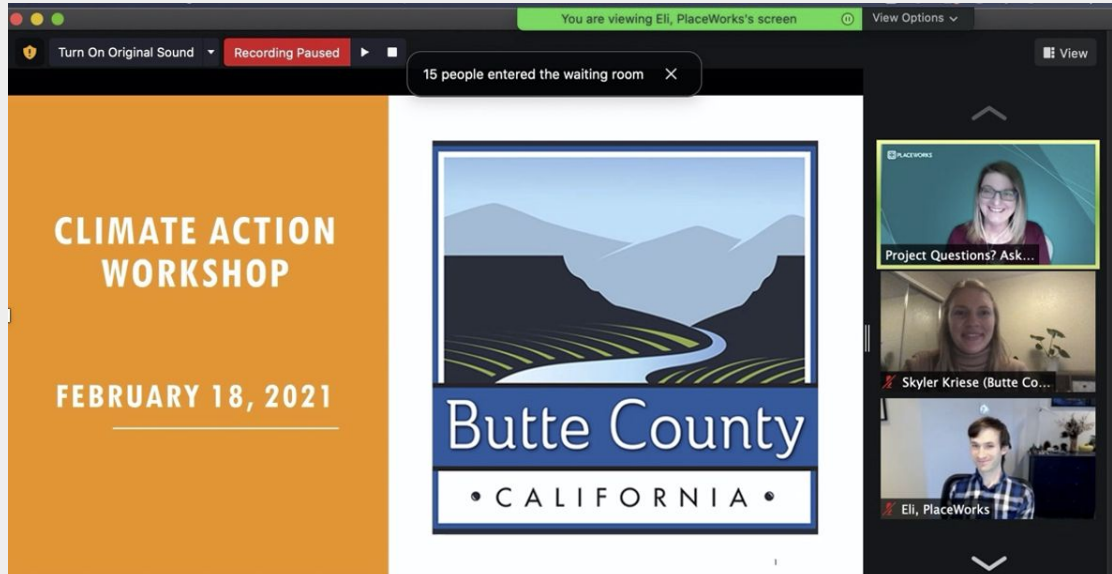 You are viewing Eli, PlaceWorks's screen
View Options
Turn On Original Sound
Recording Paused
View
15 people entered the waiting room
CLIMATE ACTION
WORKSHOP
FEBRUARY 18, 2021
Butte County
• CALIFORNIA •
1
PLACEWORKS
Project Questions? Ask...
Skyler Kriese (Butte Co...
Eli, PlaceWorks